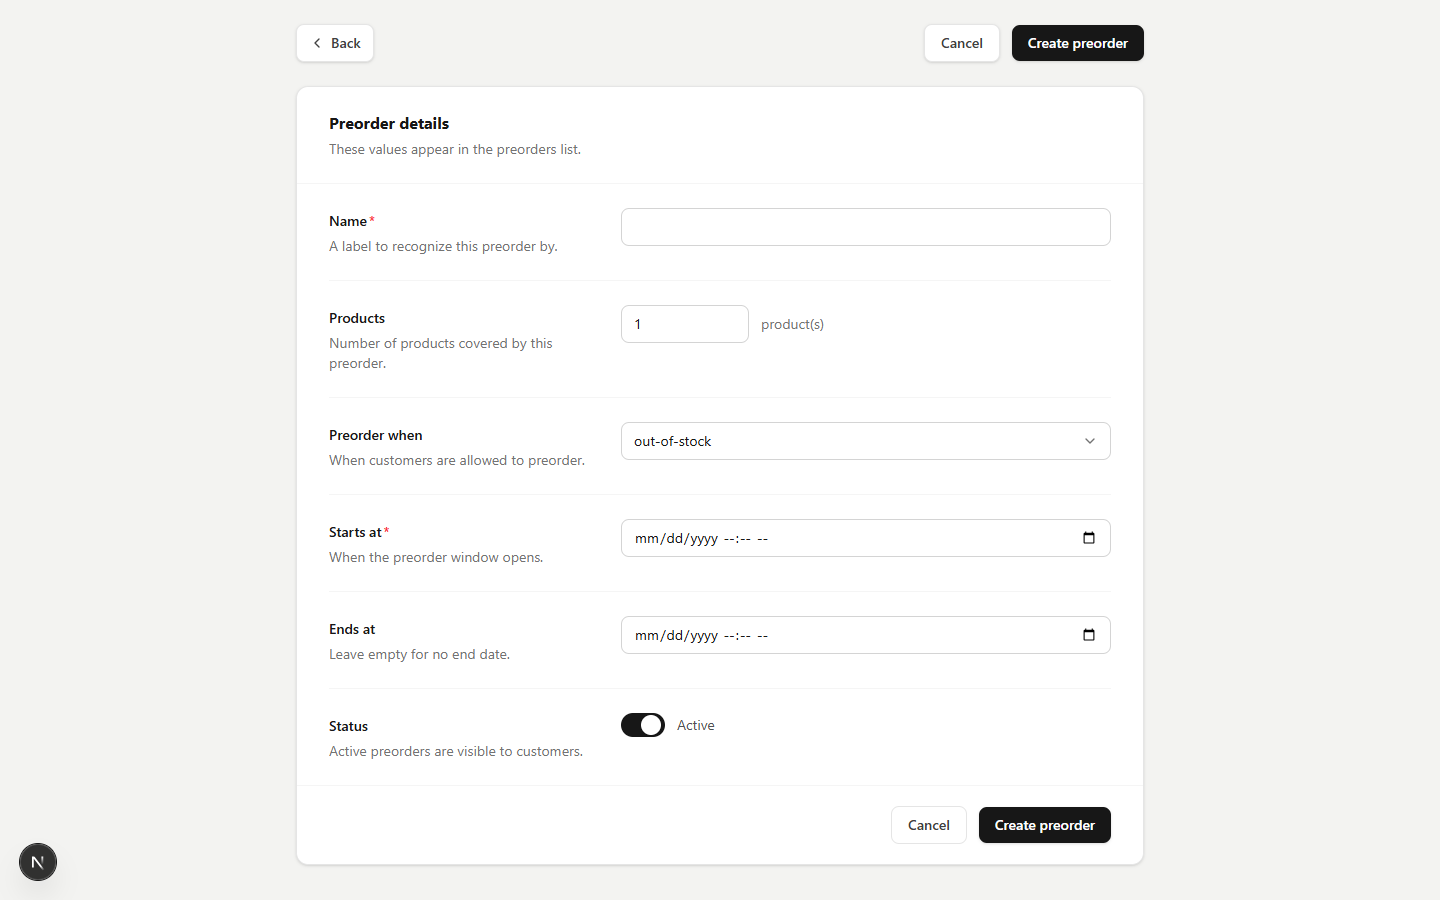 Back
Cancel
Create preorder
Preorder details
These values appear in the preorders list.
Name*
A label to recognize this preorder by.
Products
Number of products covered by this
preorder.
1
product(s)
Preorder when
When customers are allowed to preorder.
out-of-stock
Starts at*
When the preorder window opens.
mm/dd/yyyy --:-- --
Ends at
Leave empty for no end date.
mm/dd/yyyy --:-- --
Status
Active preorders are visible to customers.
Active
Cancel
Create preorder
N